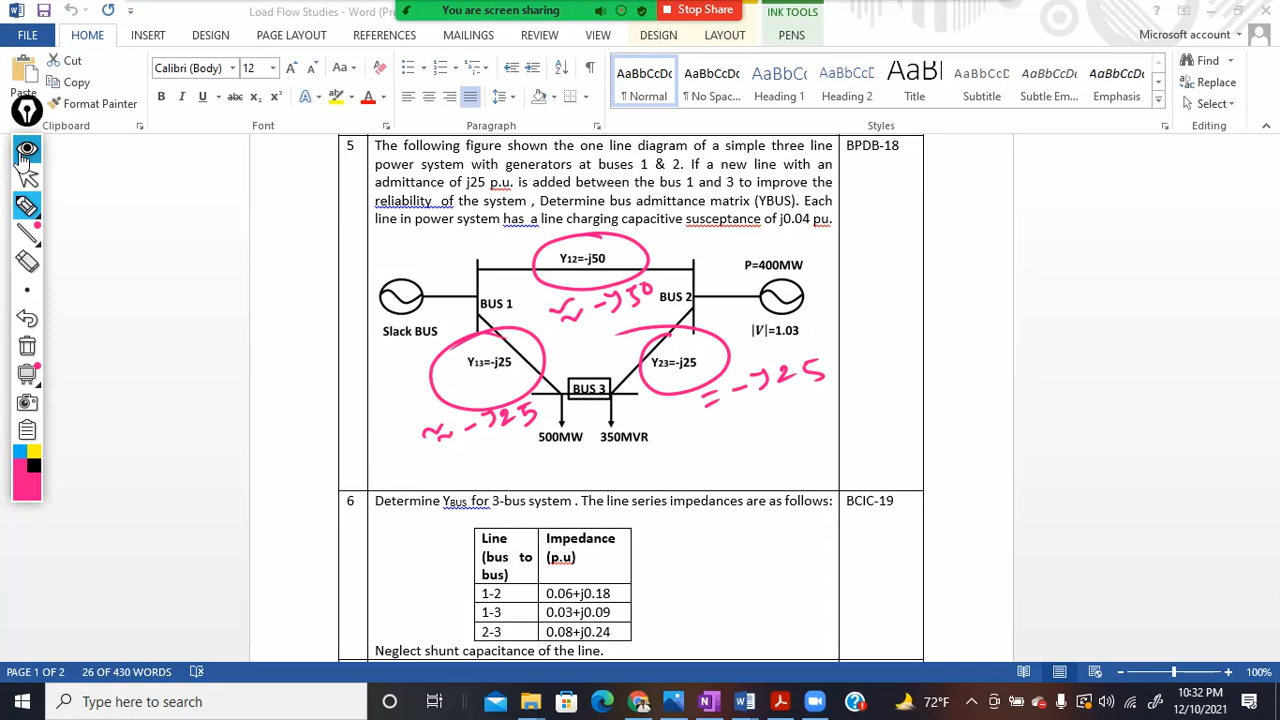 Load Flow Studies - Word (Pr
You are screen sharing
Stop Share
INK TOOLS
FILE
HOME
INSERT
DESIGN
PAGE LAYOUT
REFERENCES
MAILINGS
REVIEW
VIEW
DESIGN
LAYOUT
PENS
Microsoft account
Paste
Cut
Copy
Format Painter
Clipboard
Calibri (Body)
12
Font
Paragraph
AaBbCcDc
¶ Normal
AaBbCcDc
¶ No Spac...
AaBbCc
Heading 1
AaBbCcD
Heading 2
AaBl
Title
AaBbCcD
Subtitle
AaBbCcDc
Subtle Em...
AaBbCcDc
Emphasis
Styles
Find
Replace
Select
Editing
5
The following figure shown the one line diagram of a simple three line
power system with generators at buses 1 & 2. If a new line with an
admittance of j25 p.u. is added between the bus 1 and 3 to improve the
reliability of the system , Determine bus admittance matrix (YBUS). Each
line in power system has a line charging capacitive susceptance of j0.04 pu.
BPDB-18
Y12=-j50
≈ -j50
P=400MW
BUS 1
BUS 2
Slack BUS
|V|=1.03
Y13=-j25
≈ -j25
Y23=-j25
= -j25
BUS 3
500MW
350MVR
6
Determine YBUS for 3-bus system . The line series impedances are as follows:
BCIC-19
Line (bus to bus)
Impedance (p.u)
1-2 0.06+j0.18
1-3 0.03+j0.09
2-3 0.08+j0.24
Neglect shunt capacitance of the line.
PAGE 1 OF 2
26 OF 430 WORDS
100%
Type here to search
72°F
10:32 PM
12/10/2021